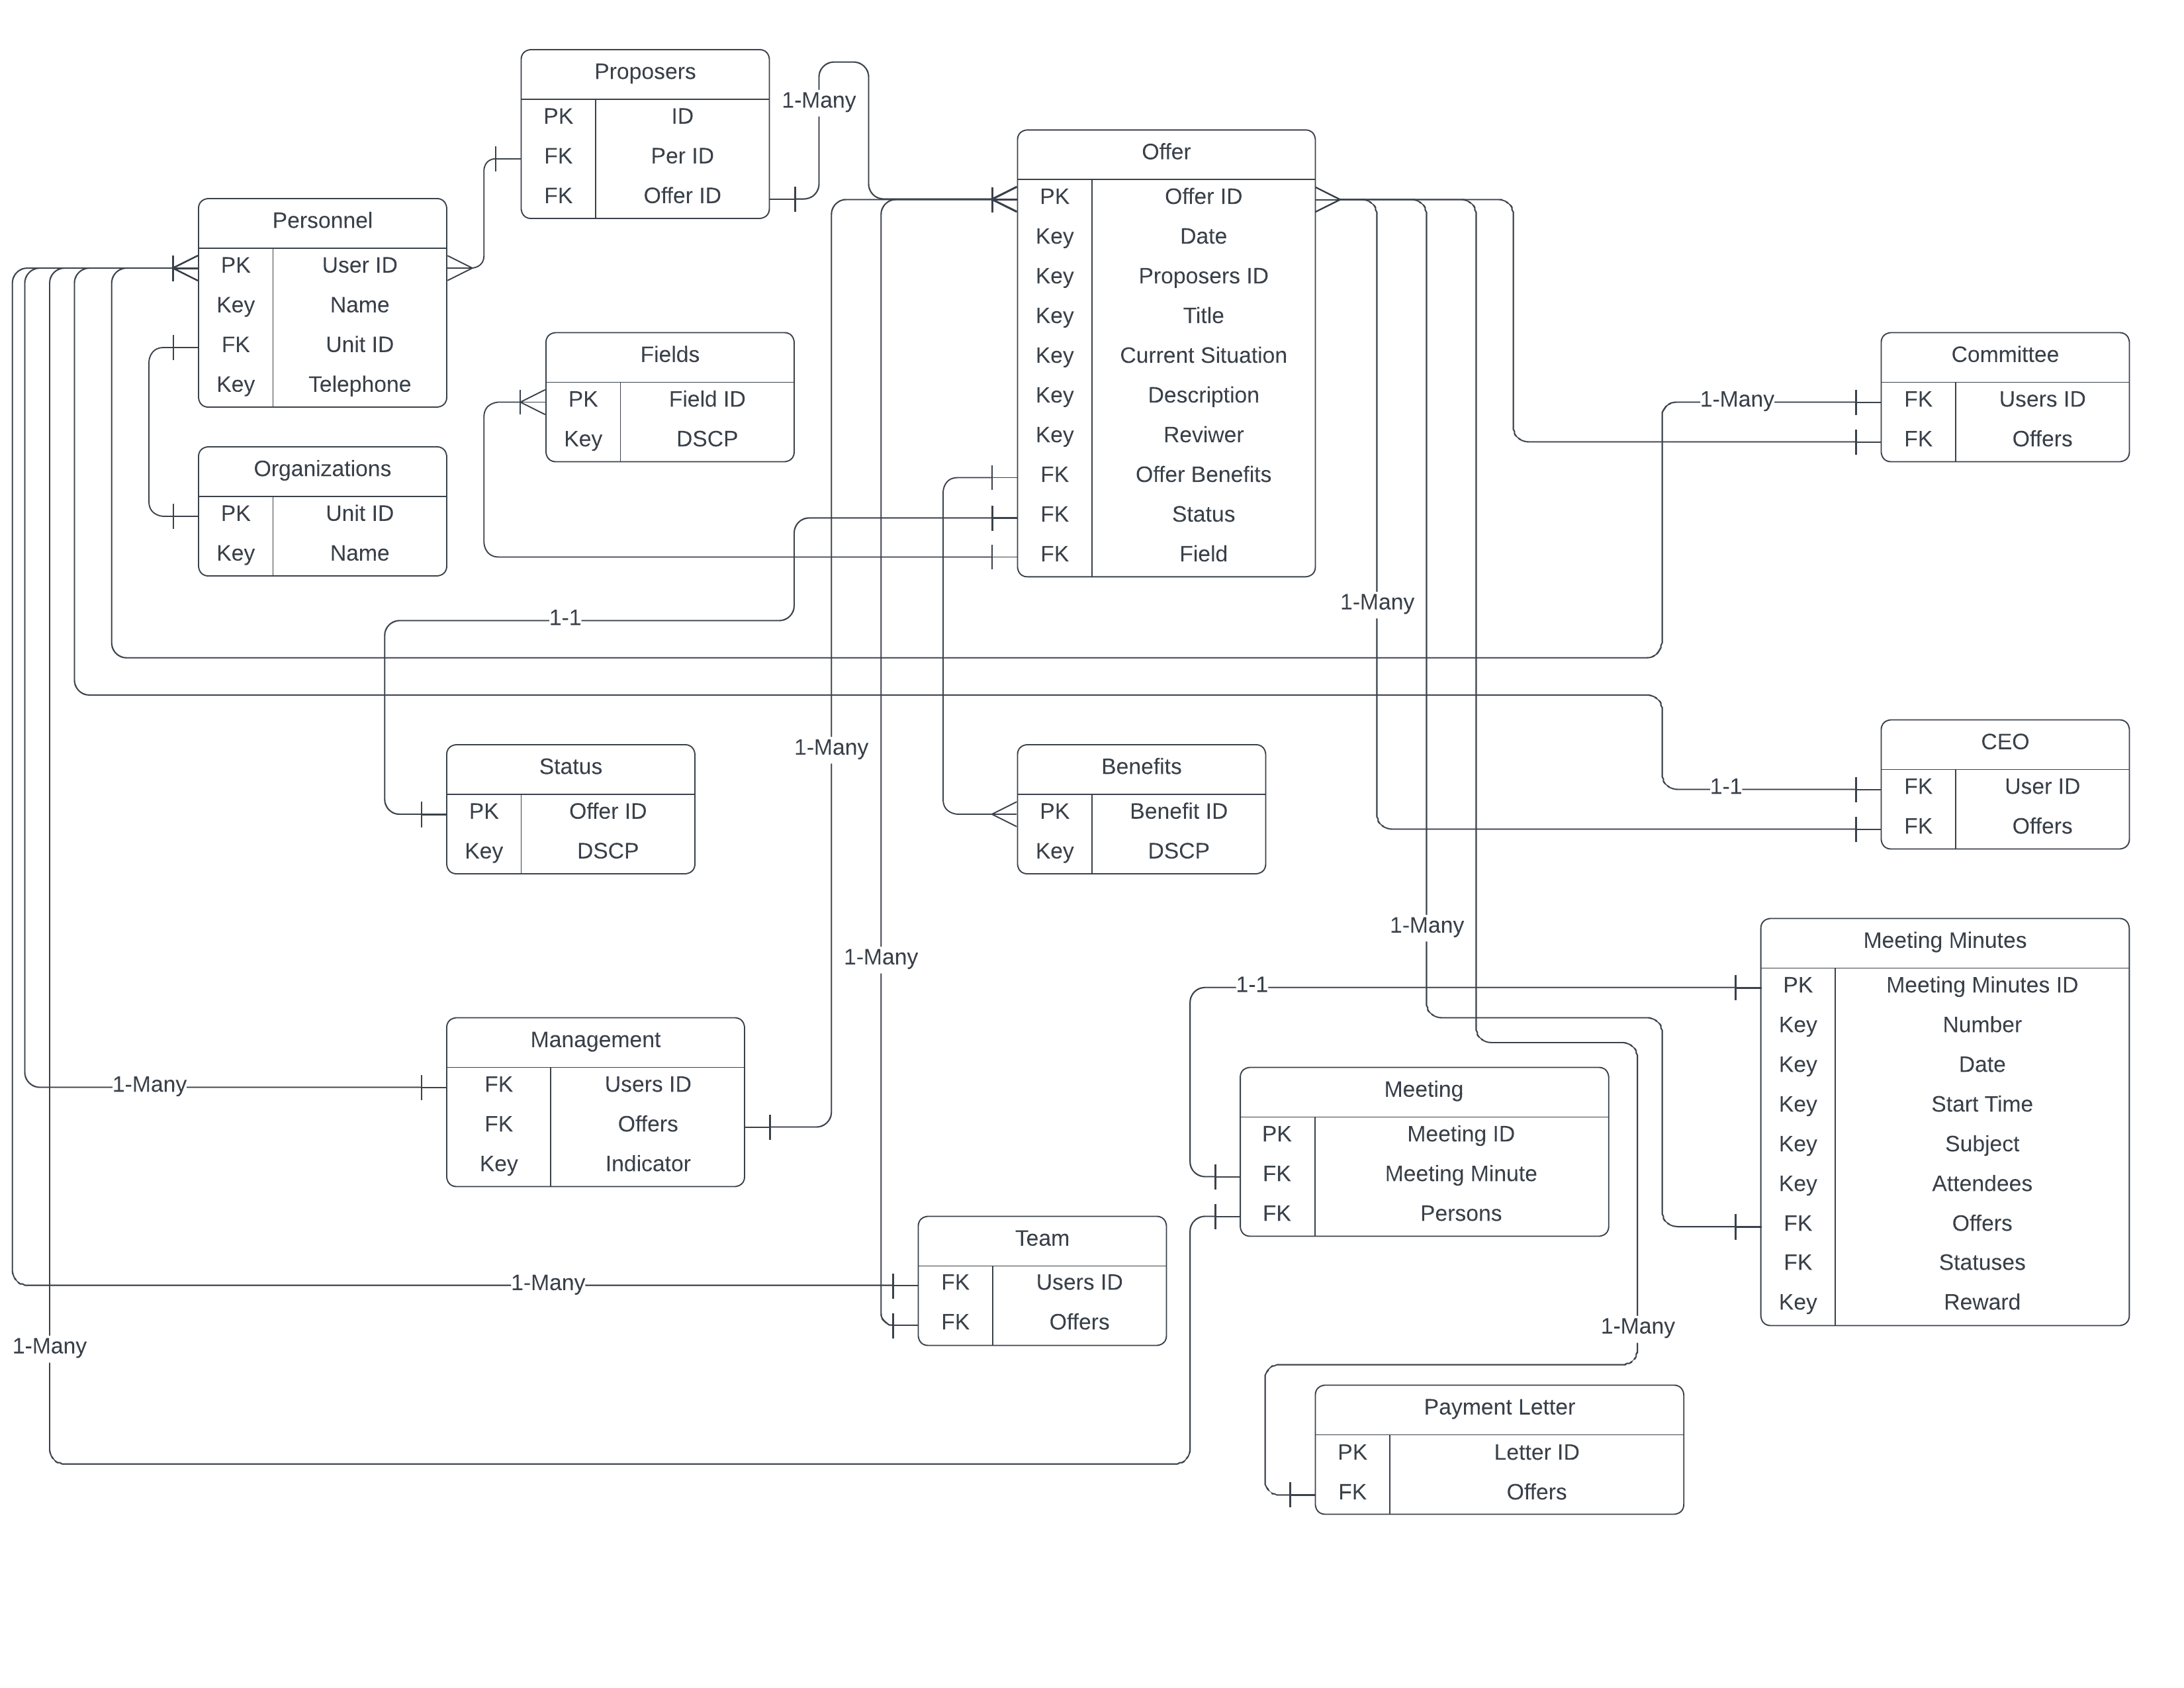 Proposers
PK ID
FK Per ID
FK Offer ID
1-Many
Offer
PK Offer ID
Key Date
Key Proposers ID
Key Title
Key Current Situation
Key Description
Key Reviwer
FK Offer Benefits
FK Status
FK Field
Personnel
PK User ID
Key Name
FK Unit ID
Key Telephone
Fields
PK Field ID
Key DSCP
Committee
FK Users ID
FK Offers
1-Many
Organizations
PK Unit ID
Key Name
1-1
1-Many
Status
PK Offer ID
Key DSCP
1-Many
Benefits
PK Benefit ID
Key DSCP
CEO
FK User ID
FK Offers
1-1
1-Many
1-Many
1-1
Meeting Minutes
PK Meeting Minutes ID
Key Number
Key Date
Key Start Time
Key Subject
Key Attendees
FK Offers
FK Statuses
Key Reward
Management
FK Users ID
FK Offers
Key Indicator
1-Many
Meeting
PK Meeting ID
FK Meeting Minute
FK Persons
Team
FK Users ID
FK Offers
1-Many
1-Many
1-Many
Payment Letter
PK Letter ID
FK Offers